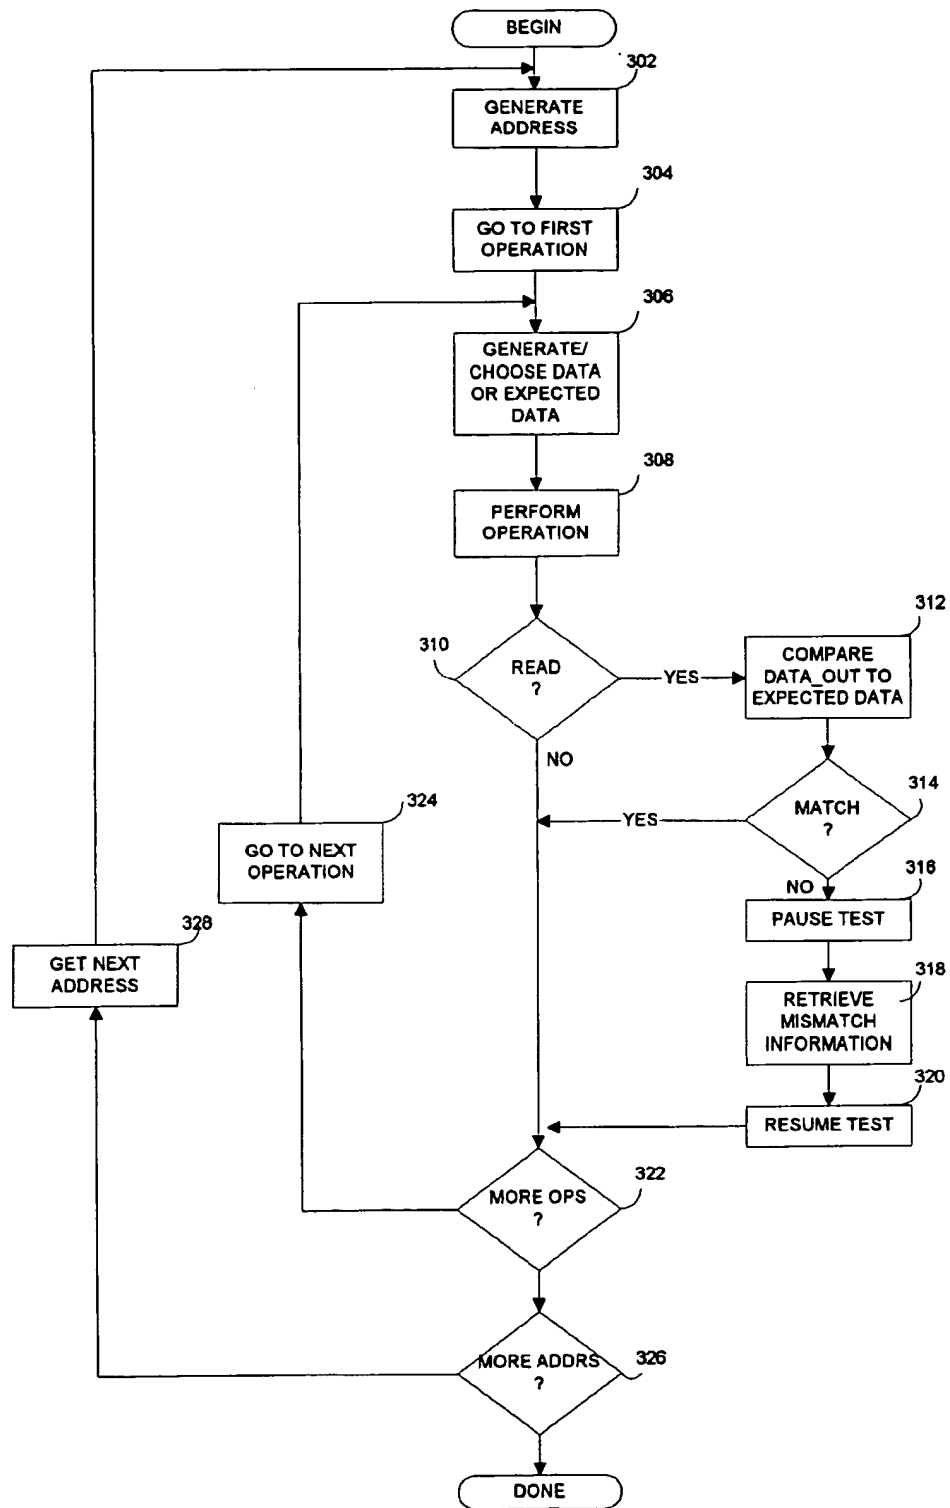 BEGIN
302
GENERATE
ADDRESS
304
GO TO FIRST
OPERATION
306
GENERATE/
CHOOSE DATA
OR EXPECTED
DATA
308
PERFORM
OPERATION
310
READ
?
YES
NO
312
COMPARE
DATA_OUT TO
EXPECTED DATA
314
MATCH
?
YES
NO
316
PAUSE TEST
318
RETRIEVE
MISMATCH
INFORMATION
320
RESUME TEST
324
GO TO NEXT
OPERATION
328
GET NEXT
ADDRESS
322
MORE OPS
?
326
MORE ADDRS
?
DONE